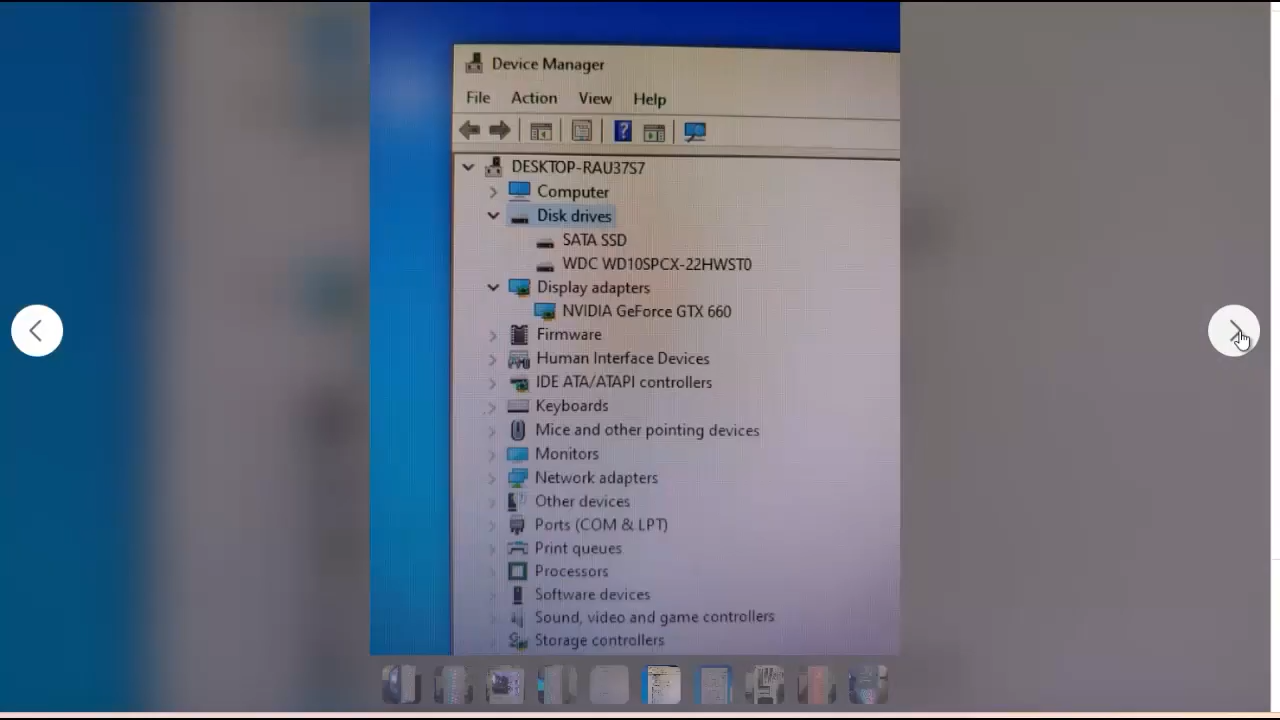 Device Manager
File Action View Help
DESKTOP-RAU37S7
Computer
Disk drives
SATA SSD
WDC WD10SPCX-22HWST0
Display adapters
NVIDIA GeForce GTX 660
Firmware
Human Interface Devices
IDE ATA/ATAPI controllers
Keyboards
Mice and other pointing devices
Monitors
Network adapters
Other devices
Ports (COM & LPT)
Print queues
Processors
Software devices
Sound, video and game controllers
Storage controllers